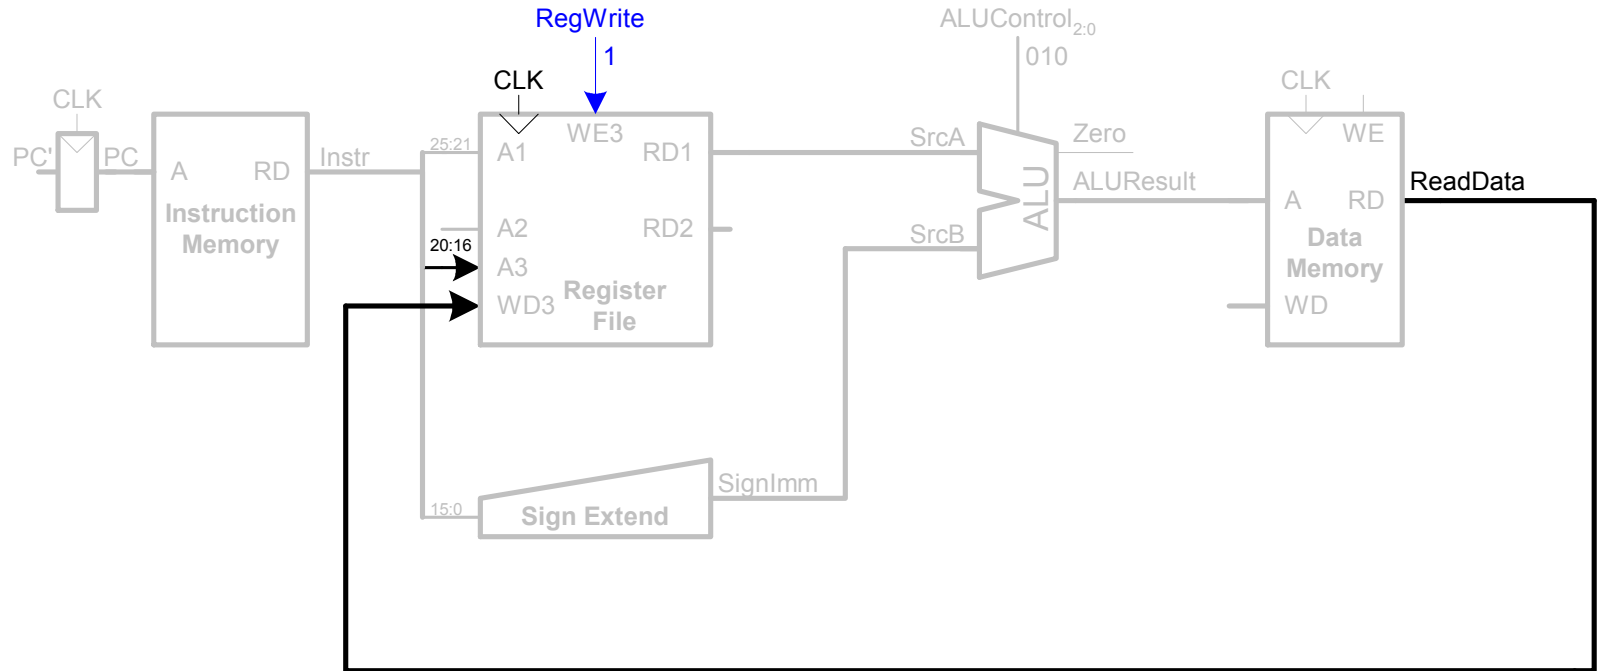 RegWrite
ALUControl2:0
1
010
CLK
CLK
CLK
WE3
WE
PC'
PC
A
RD
Instr
25:21
A1
RD1
SrcA
Zero
Instruction
Memory
ALU
ALUResult
A
RD
ReadData
A2
RD2
SrcB
20:16
A3
Data
Memory
WD3
Register
File
WD
SignImm
15:0
Sign Extend